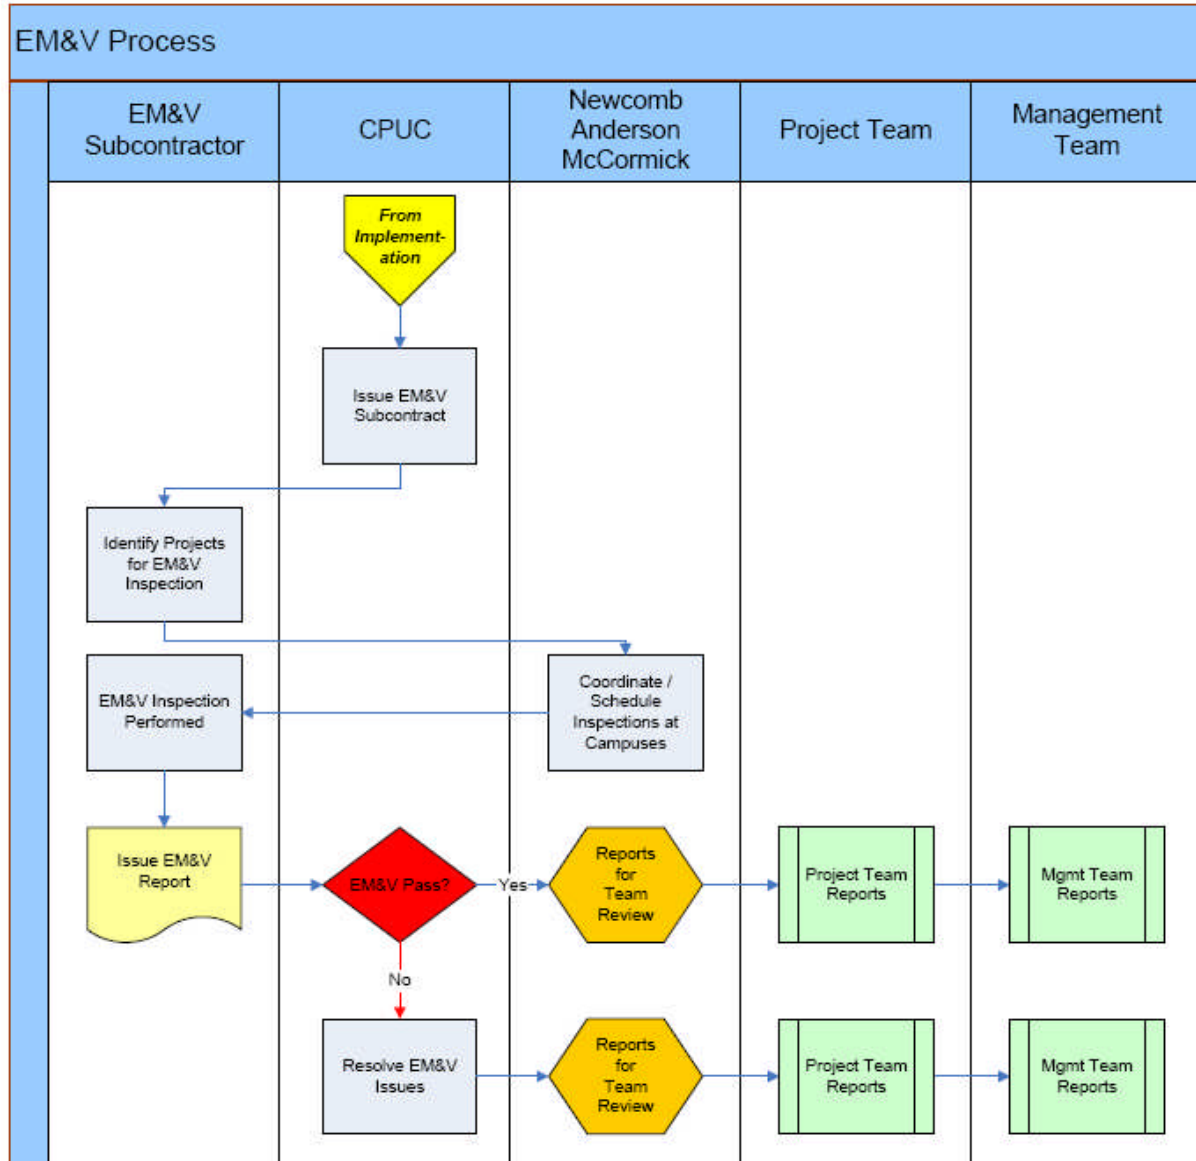 EM&V Process
EM&V
Subcontractor
CPUC
Newcomb
Anderson
McCormick
Project Team
Management
Team
From
Implement-
ation
Issue EM&V
Subcontract
Identify Projects
for EM&V
Inspection
EM&V Inspection
Performed
Coordinate /
Schedule
Inspections at
Campuses
Issue EM&V
Report
EM&V Pass?
Yes
Reports
for
Team
Review
Project Team
Reports
Mgmt Team
Reports
No
Resolve EM&V
Issues
Reports
for
Team
Review
Project Team
Reports
Mgmt Team
Reports